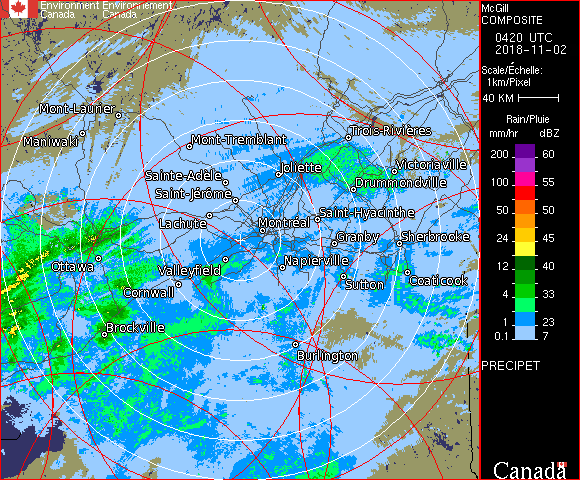 Environment Environnement
Canada Canada
McGill
COMPOSITE
0420 UTC
2018-11-02
Scale/Échelle:
1km/Pixel
40 KM
Rain/Pluie
mm/hr dBZ
200 60
100 55
50 50
24 45
12 40
4 33
1 23
0.1 7
PRECIPET
Canada
Mont-Laurier
Maniwaki
Mont-Tremblant
Trois-Rivières
Joliette
Victoriaville
Sainte-Adèle
Drummondville
Saint-Jérôme
Saint-Hyacinthe
Lachute
Montréal
Granby
Sherbrooke
Ottawa
Valleyfield
Napierville
Cornwall
Sutton
Coaticook
Brockville
Burlington